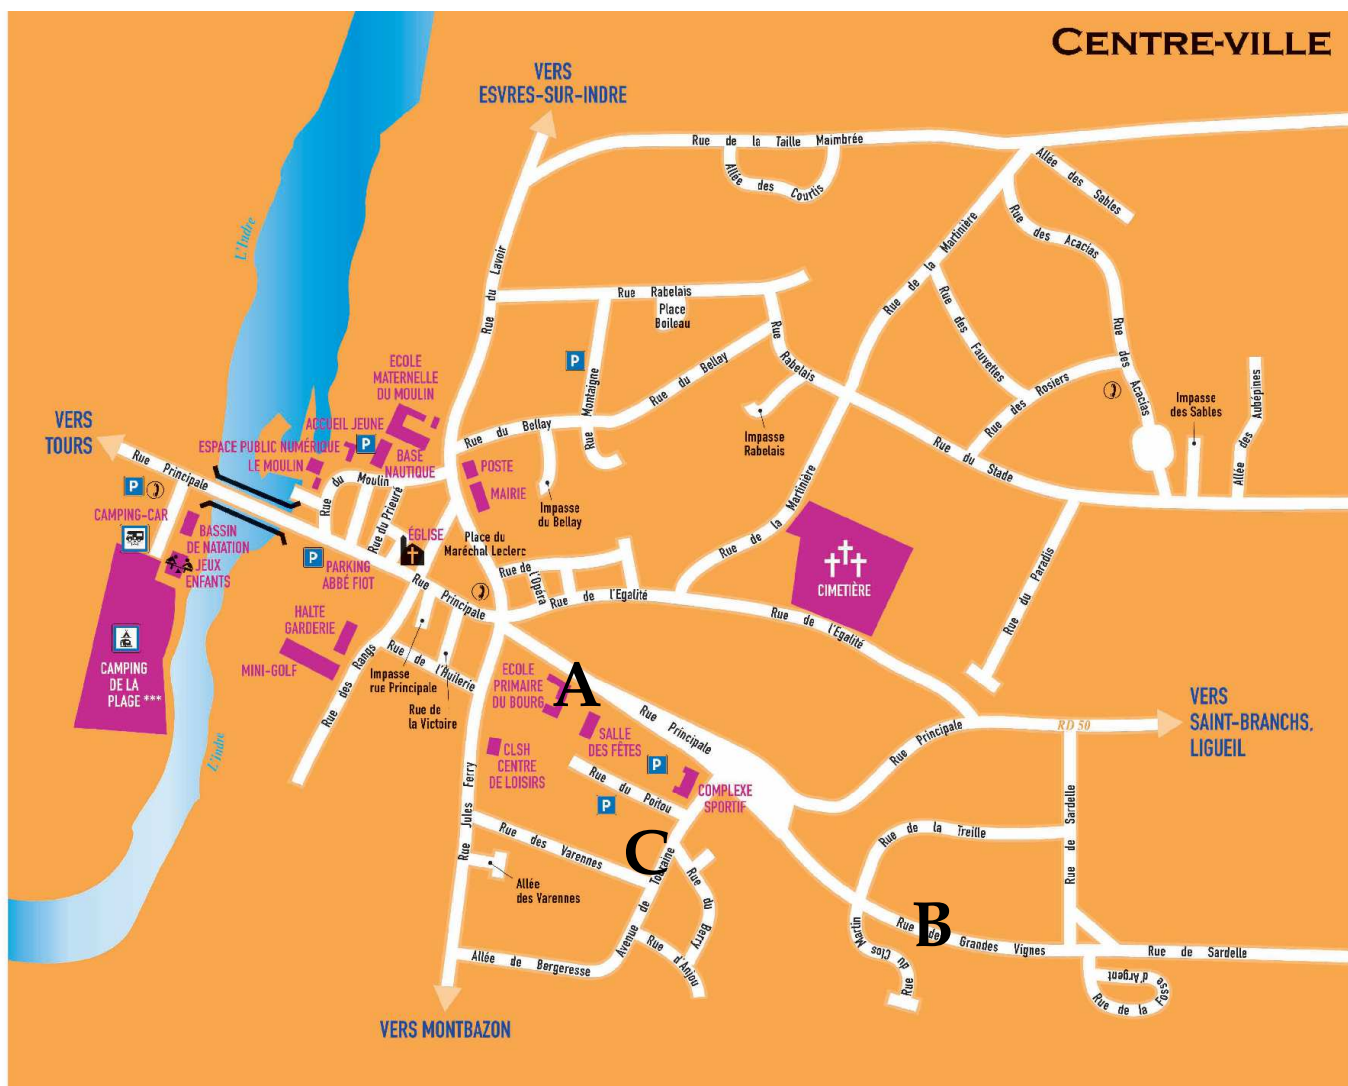 CENTRE-VILLE
VERS
ESVRES-SUR-INDRE
Rue de la Taille Maimbrée
Allée des Courtis
Allée des Sables
Rue des Acacias
Rue de la Martinière
L'Indre
Rue du Lavoir
Rue Rabelais
Place
Boileau
Rue des Fauvettes
Rue des Acacias
P
Rue Rabelais
Rue du Bellay
Rue Montaigne
Rue des Rosiers
Impasse
des Sables
Allée des Aubépines
ECOLE
MATERNELLE
DU MOULIN
ACCUEIL JEUNE
P
ESPACE PUBLIC NUMÉRIQUE
LE MOULIN
BASE
NAUTIQUE
VERS
TOURS
Rue Principale
Rue du Bellay
Impasse
Rabelais
Rue du Stade
POSTE
MAIRIE
Impasse
du Bellay
Rue du Moulin
Rue du Prieuré
P
CAMPING-CAR
BASSIN
DE NATATION
JEUX
ENFANTS
ÉGLISE
Place du
Maréchal Leclerc
Rue de la Martinière
P
PARKING
ABBÉ FIOT
Rue de
l'Opéra
Rue de l'Egalité
CIMETIÈRE
Rue du Paradis
Rue Principale
Rue de l'Egalité
HALTE
GARDERIE
MINI-GOLF
Rue des Rangs
Rue de l'Huilerie
Impasse
rue Principale
Rue de
la Victoire
CAMPING
DE LA
PLAGE ***
L'Indre
ECOLE
PRIMAIRE
DU BOURG
A
Rue Principale
SALLE
DES FÊTES
Rue Principale
RD 50
VERS
SAINT-BRANCHS,
LIGUEIL
CLSH
CENTRE
DE LOISIRS
P
Rue du Poitou
P
COMPLEXE
SPORTIF
Rue Jules Ferry
Rue des Varennes
C
Avenue de Touraine
Allée
des Varennes
Rue du Berry
Rue d'Anjou
Allée de Bergeresse
Rue de la Treille
Rue de Sardelle
Rue des Grandes Vignes
B
Rue du Clos Marjun
Rue de Sardelle
Rue de la Fosse
d'Argent
VERS MONTBAZON